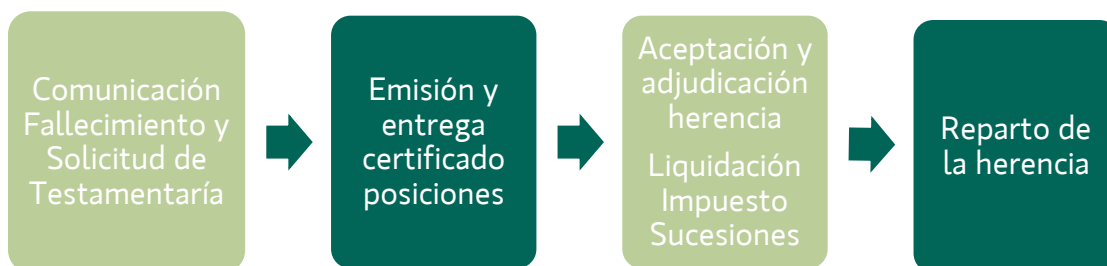 Comunicación
Fallecimiento y
Solicitud de
Testamentaría
Emisión y
entrega
certificado
posiciones
Aceptación y
adjudicación
herencia
Liquidación
Impuesto
Sucesiones
Reparto de
la herencia